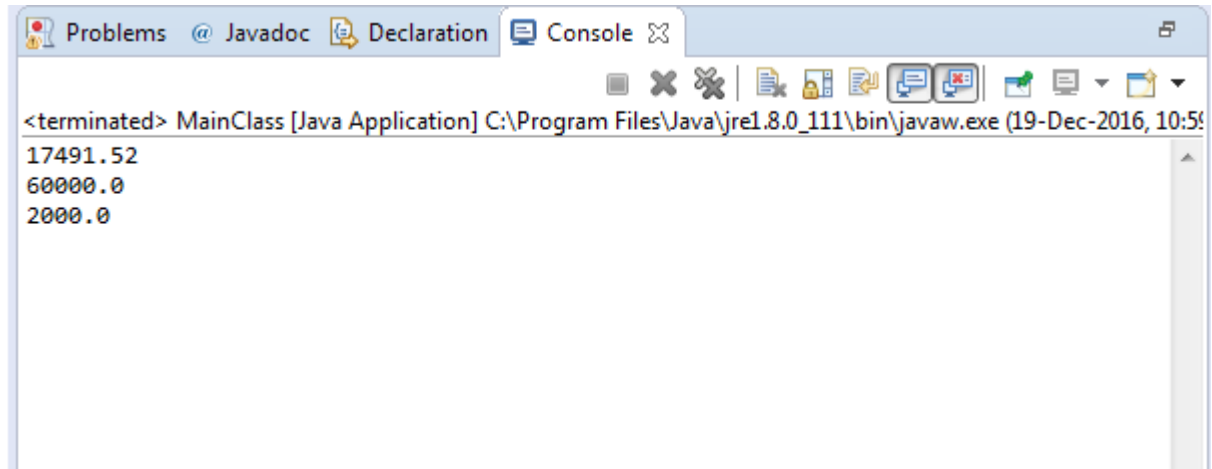 Problems @ Javadoc Declaration Console
<terminated> MainClass [Java Application] C:\Program Files\Java\jre1.8.0_111\bin\javaw.exe (19-Dec-2016, 10:59
17491.52
60000.0
2000.0